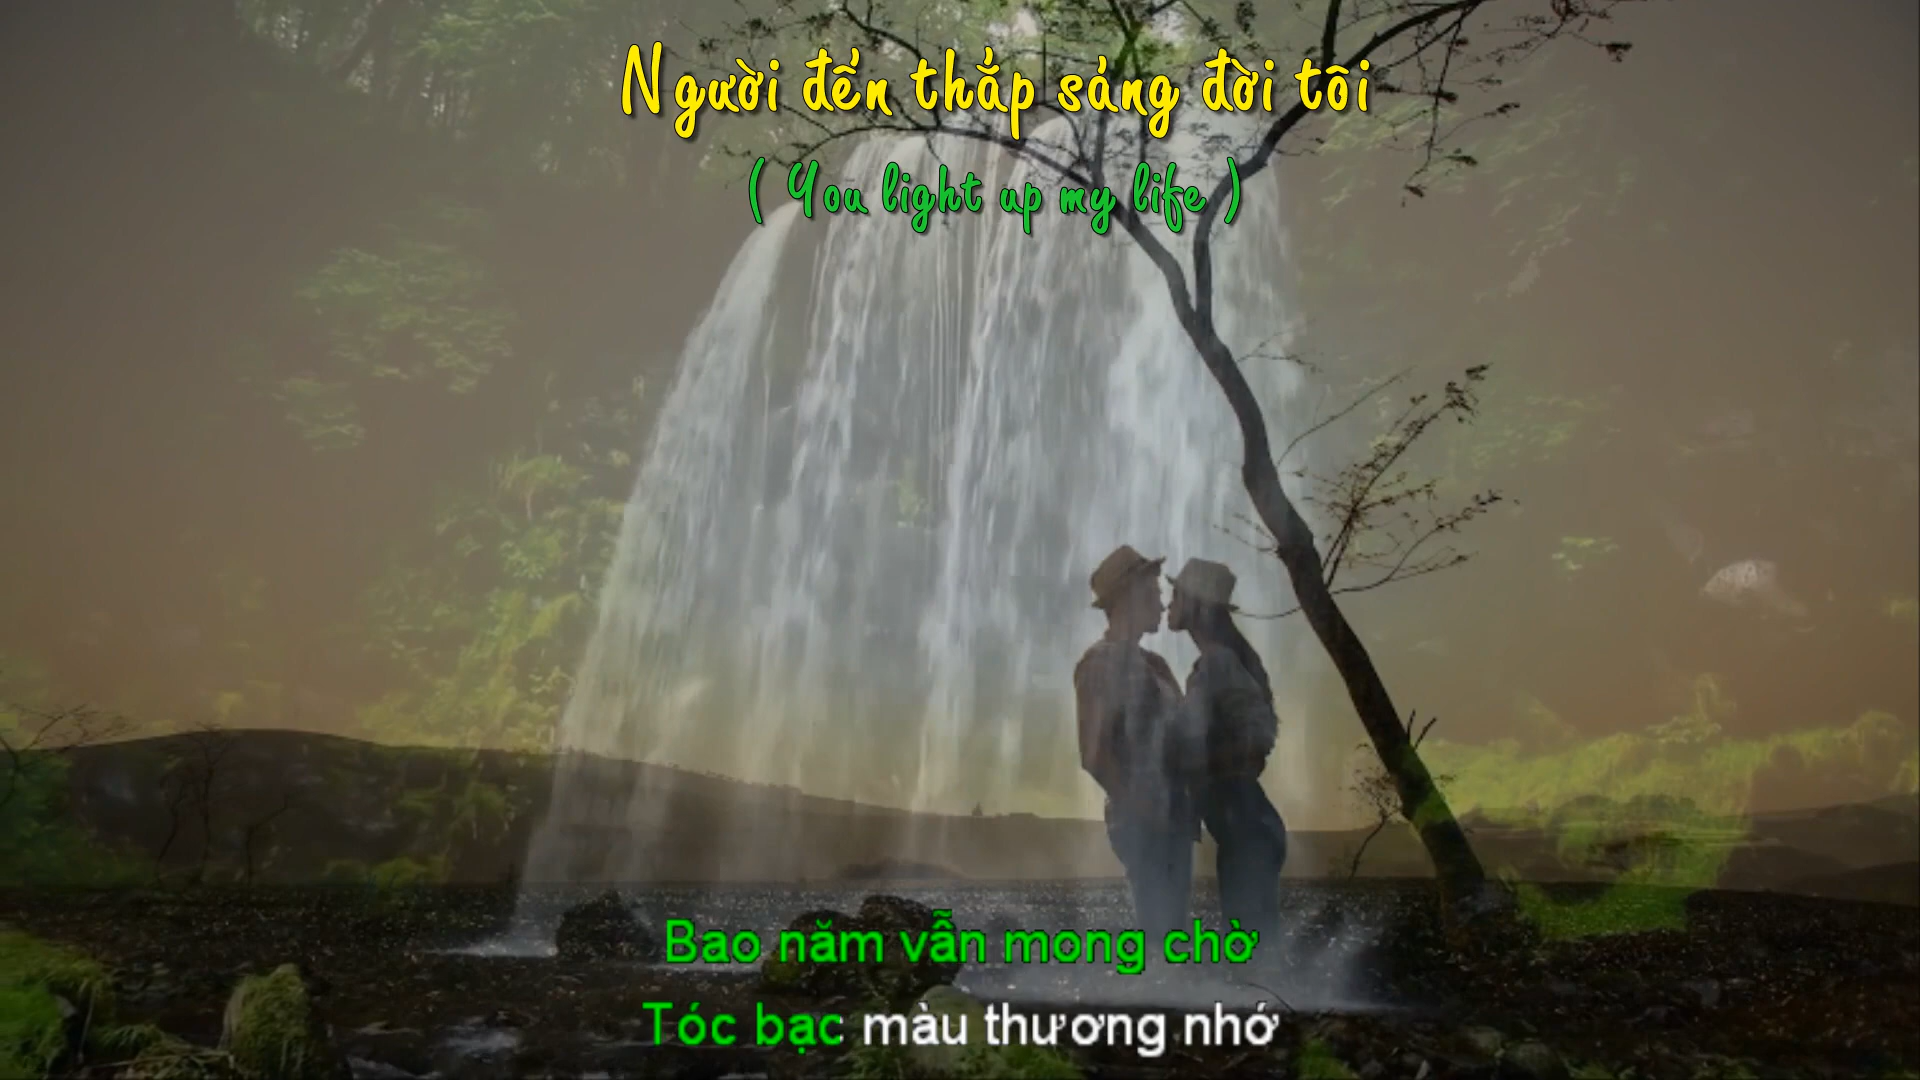 Người đến thắp sáng đời tôi
( You light up my life )
Bao năm vẫn mong chờ
Tóc bạc màu thương nhớ